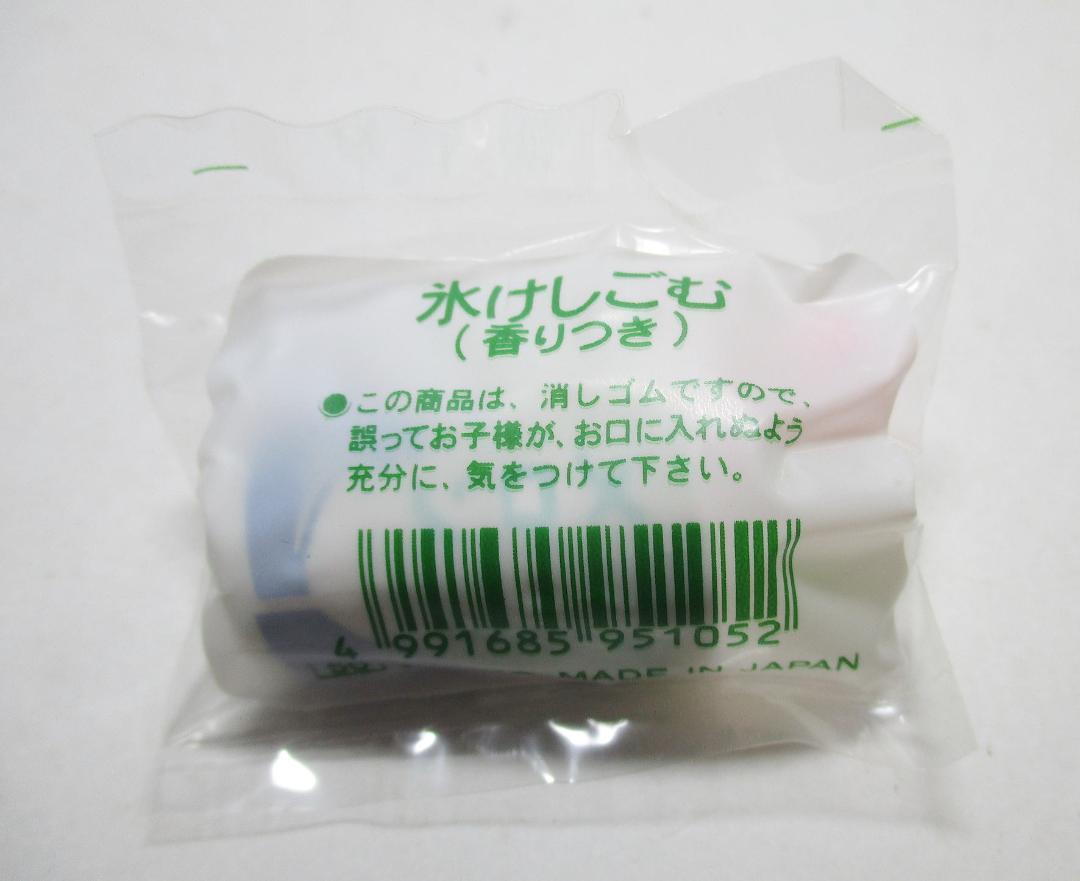 氷けしごむ
（香りつき）
●この商品は、消しゴムですので、
誤ってお子様が、お口に入れぬよう
充分に、気をつけて下さい。
4 991685 951052
MADE IN JAPAN